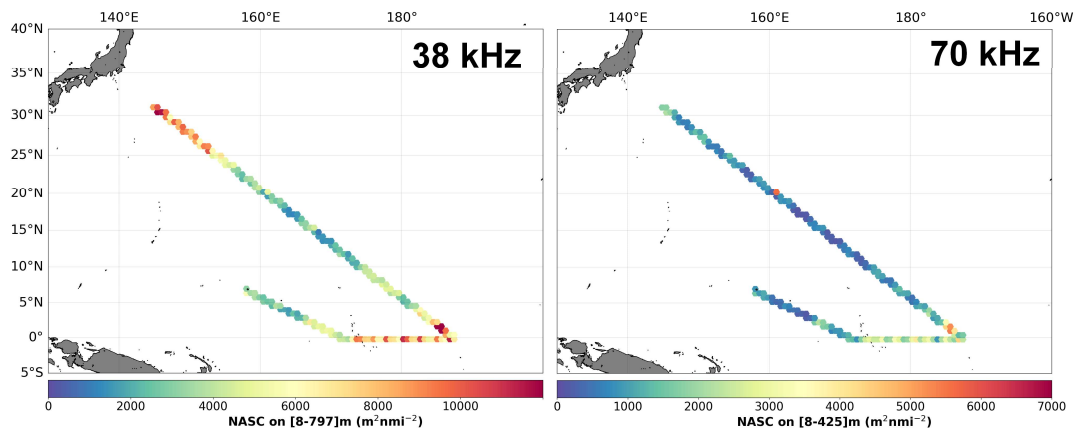 140°E 160°E 180° 140°E 160°E 180° 160°W
40°N
38 kHz 70 kHz
35°N
30°N
25°N
20°N
15°N
10°N
5°N
0°
5°S
0 2000 4000 6000 8000 10000 0 1000 2000 3000 4000 5000 6000 7000
NASC on [8-797]m (m²nmi⁻²) NASC on [8-425]m (m²nmi⁻²)